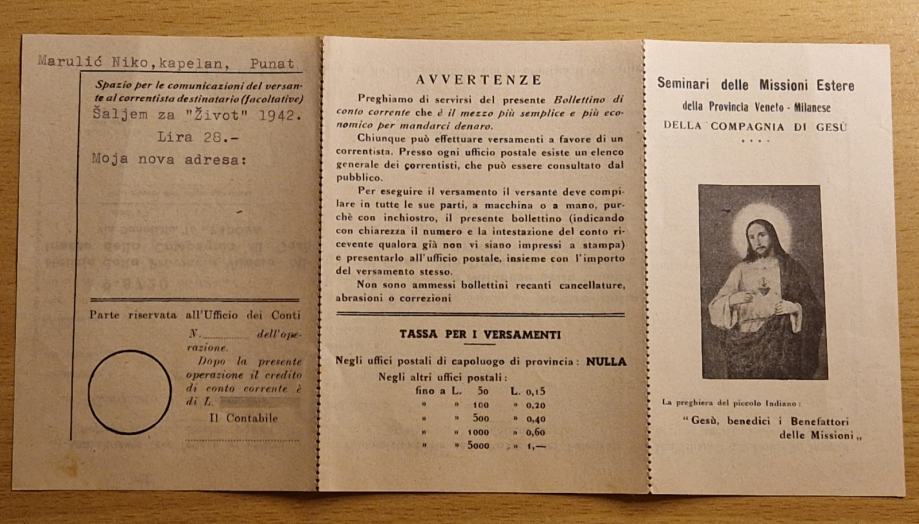 Marulić Niko,kapelan, Punat
Spazio per le comunicazioni del versan-
te al correntista destinatario (facoltative)
Šaljem za "Život" 1942.
Lira 28.-
Moja nova adresa:
Parte riservata all'Ufficio dei Conti
N. dell'ope-
razione.
Dopo la presente
operazione il credito
di conto corrente è
di L.
Il Contabile
AVVERTENZE
Preghiamo di servirsi del presente Bollettino di
conto corrente che è il mezzo più semplice e più eco-
nomico per mandarci denaro.
Chiunque può effettuare versamenti a favore di un
correntista. Presso ogni ufficio postale esiste un elenco
generale dei correntisti, che può essere consultato dal
pubblico.
Per eseguire il versamento il versante deve compi-
lare in tutte le sue parti, a macchina o a mano, pur-
chè con inchiostro, il presente bollettino (indicando
con chiarezza il numero e la intestazione del conto ri-
cevente qualora già non vi siano impressi a stampa)
e presentarlo all'ufficio postale, insieme con l'importo
del versamento stesso.
Non sono ammessi bollettini recanti cancellature,
abrasioni o correzioni
TASSA PER I VERSAMENTI
Negli uffici postali di capoluogo di provincia: NULLA
Negli altri uffici postali:
fino a L. 50 L. 0,15
" " 100 " 0,20
" " 500 " 0,40
" " 1000 " 0,60
" " 5000 " 1,—
Seminari delle Missioni Estere
della Provincia Veneto - Milanese
DELLA COMPAGNIA DI GESÙ
La preghiera del piccolo Indiano:
"Gesù, benedici i Benefattori
delle Missioni„